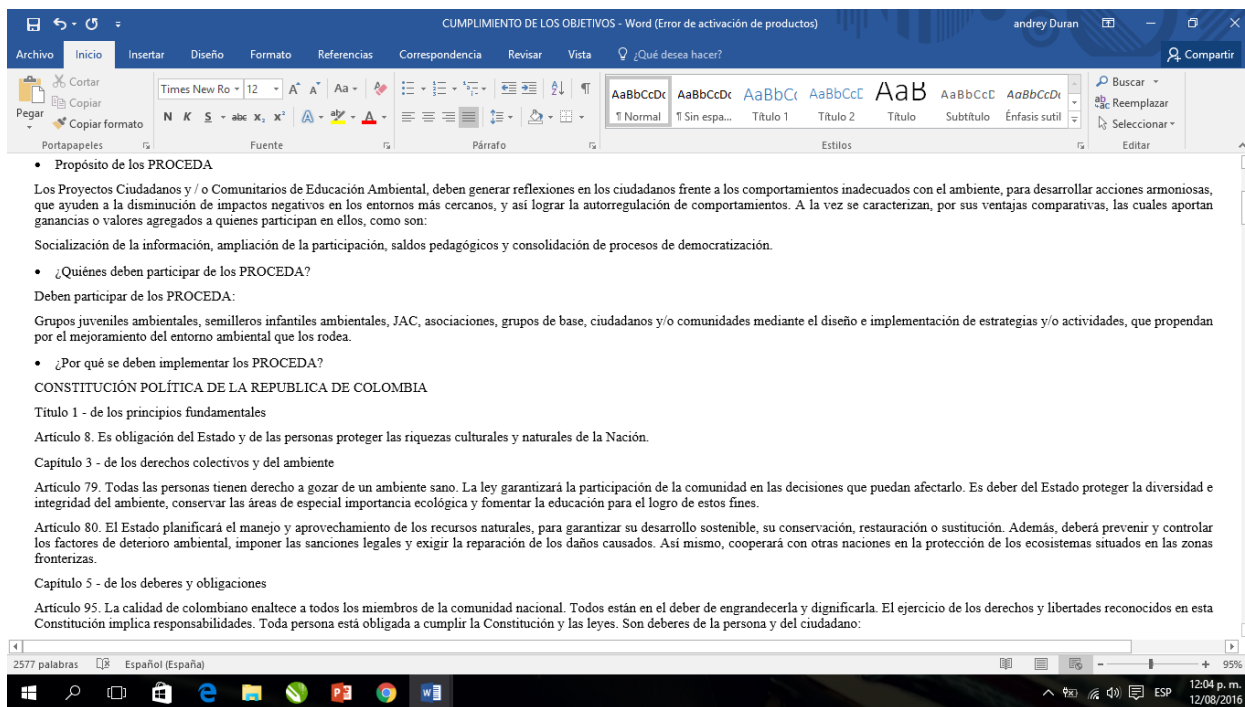 CUMPLIMIENTO DE LOS OBJETIVOS - Word (Error de activación de productos)
andrey Duran
Archivo Inicio Insertar Diseño Formato Referencias Correspondencia Revisar Vista ¿Qué desea hacer? Compartir
Pegar
Cortar
Copiar
Copiar formato
Portapapeles
Times New Ro 12 Aa
N K S abc x₂ x² A A
Fuente
Párrafo
AaBbCcDc AaBbCcDc AaBbCc AaBbCcD AaB AaBbCcD AaBbCcDt
¶ Normal ¶ Sin espa... Título 1 Título 2 Título Subtítulo Énfasis sutil
Estilos
Buscar
Reemplazar
Seleccionar
Editar
• Propósito de los PROCEDA
Los Proyectos Ciudadanos y / o Comunitarios de Educación Ambiental, deben generar reflexiones en los ciudadanos frente a los comportamientos inadecuados con el ambiente, para desarrollar acciones armoniosas,
que ayuden a la disminución de impactos negativos en los entornos más cercanos, y así lograr la autorregulación de comportamientos. A la vez se caracterizan, por sus ventajas comparativas, las cuales aportan
ganancias o valores agregados a quienes participan en ellos, como son:
Socialización de la información, ampliación de la participación, saldos pedagógicos y consolidación de procesos de democratización.
• ¿Quiénes deben participar de los PROCEDA?
Deben participar de los PROCEDA:
Grupos juveniles ambientales, semilleros infantiles ambientales, JAC, asociaciones, grupos de base, ciudadanos y/o comunidades mediante el diseño e implementación de estrategias y/o actividades, que propendan
por el mejoramiento del entorno ambiental que los rodea.
• ¿Por qué se deben implementar los PROCEDA?
CONSTITUCIÓN POLÍTICA DE LA REPUBLICA DE COLOMBIA
Título 1 - de los principios fundamentales
Artículo 8. Es obligación del Estado y de las personas proteger las riquezas culturales y naturales de la Nación.
Capítulo 3 - de los derechos colectivos y del ambiente
Artículo 79. Todas las personas tienen derecho a gozar de un ambiente sano. La ley garantizará la participación de la comunidad en las decisiones que puedan afectarlo. Es deber del Estado proteger la diversidad e
integridad del ambiente, conservar las áreas de especial importancia ecológica y fomentar la educación para el logro de estos fines.
Artículo 80. El Estado planificará el manejo y aprovechamiento de los recursos naturales, para garantizar su desarrollo sostenible, su conservación, restauración o sustitución. Además, deberá prevenir y controlar
los factores de deterioro ambiental, imponer las sanciones legales y exigir la reparación de los daños causados. Así mismo, cooperará con otras naciones en la protección de los ecosistemas situados en las zonas
fronterizas.
Capítulo 5 - de los deberes y obligaciones
Artículo 95. La calidad de colombiano enaltece a todos los miembros de la comunidad nacional. Todos están en el deber de engrandecerla y dignificarla. El ejercicio de los derechos y libertades reconocidos en esta
Constitución implica responsabilidades. Toda persona está obligada a cumplir la Constitución y las leyes. Son deberes de la persona y del ciudadano:
2577 palabras Español (España) 95%
ESP 12:04 p. m.
12/08/2016